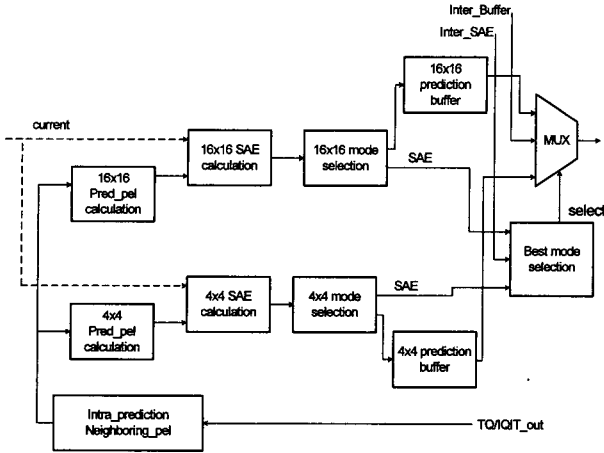 Inter_Buffer
Inter_SAE
16x16
prediction
buffer
current
16x16 SAE
calculation
16x16 mode
selection
SAE
MUX
16x16
Pred_pel
calculation
select
Best mode
selection
4x4 SAE
calculation
4x4 mode
selection
SAE
4x4
Pred_pel
calculation
4x4 prediction
buffer
Intra_prediction
Neighboring_pel
TQ/IQIT_out